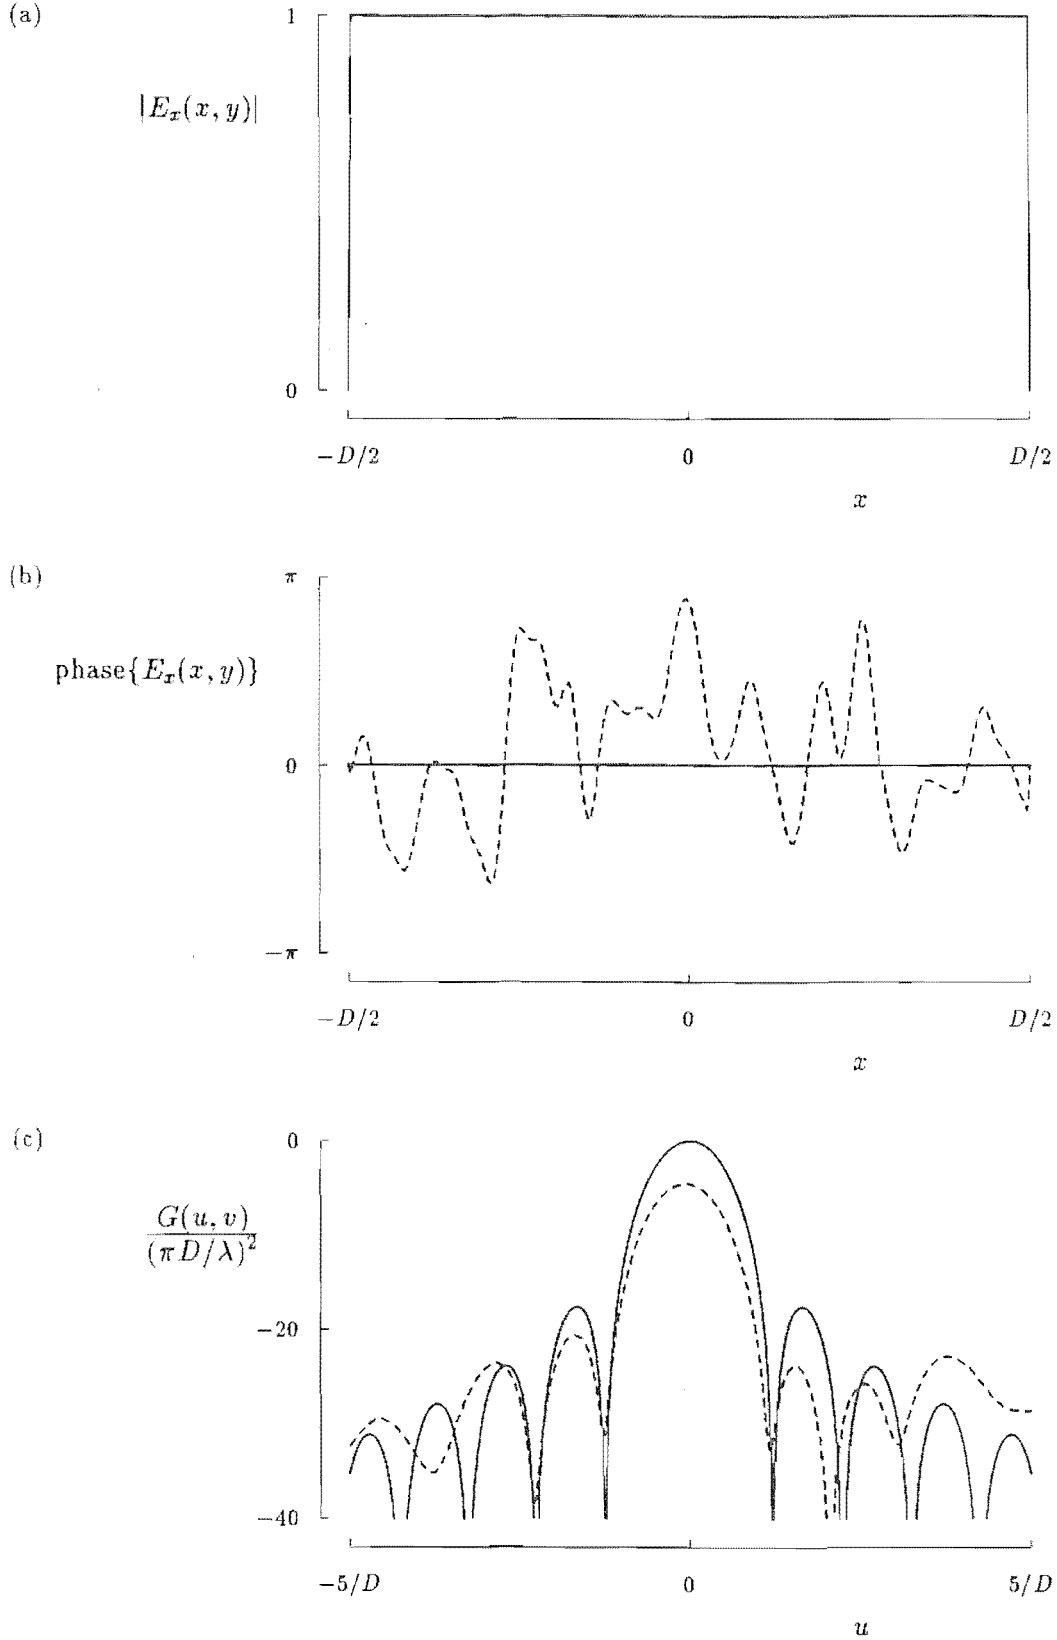 (a)
1
|E_x(x, y)|
0
−D/2 0 D/2
x
(b)
π
phase{E_x(x, y)}
0
−π
−D/2 0 D/2
x
(c)
0
G(u, v)
(πD/λ)²
−20
−40
−5/D 0 5/D
u